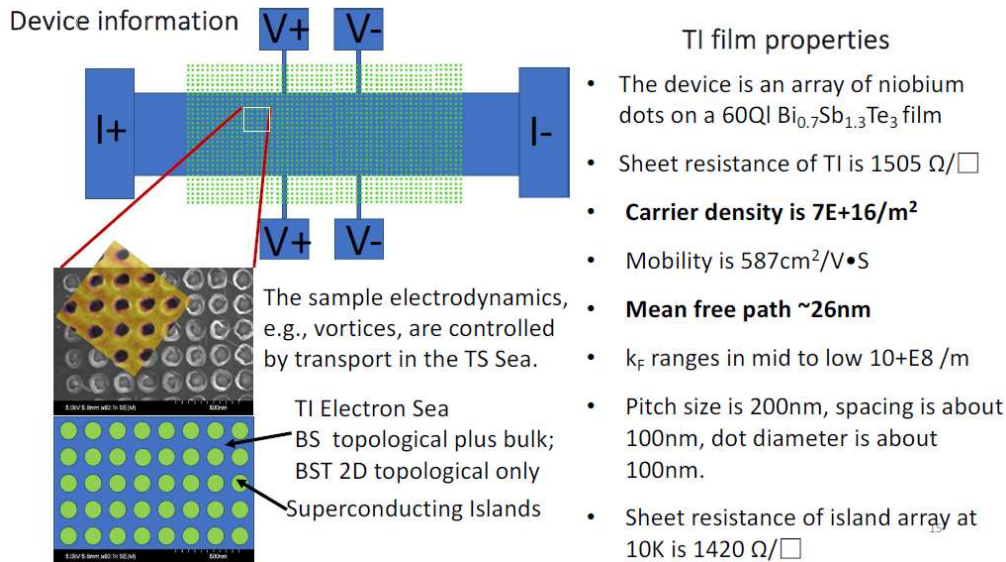 Device information
V+
V-
I+
I-
V+
V-
The sample electrodynamics,
e.g., vortices, are controlled
by transport in the TS Sea.
500nm
TI Electron Sea
BS topological plus bulk;
BST 2D topological only
Superconducting Islands
500nm
TI film properties
• The device is an array of niobium
dots on a 60Ql Bi0.7Sb1.3Te3 film
• Sheet resistance of TI is 1505 Ω/□
• Carrier density is 7E+16/m²
• Mobility is 587cm²/V•S
• Mean free path ~26nm
• kF ranges in mid to low 10+E8 /m
• Pitch size is 200nm, spacing is about
100nm, dot diameter is about
100nm.
• Sheet resistance of island array at
10K is 1420 Ω/□